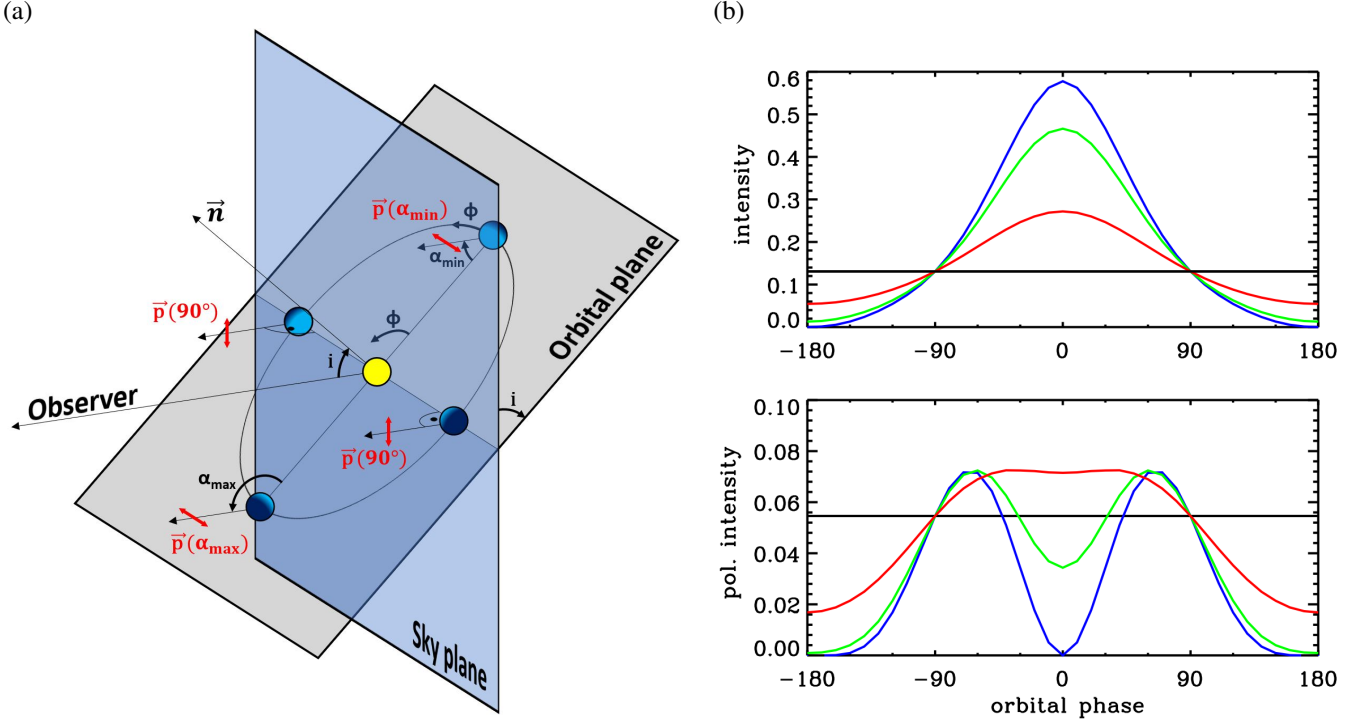 (a)
(b)
n⃗
p⃗(α_min)
ϕ
α_min
p⃗(90°)
ϕ
i
Orbital plane
Observer
i
p⃗(90°)
α_max
p⃗(α_max)
Sky plane
0.6
0.5
0.4
0.3
0.2
0.1
0.0
intensity
−180 −90 0 90 180
0.10
0.08
0.06
0.04
0.02
0.00
pol. intensity
−180 −90 0 90 180
orbital phase